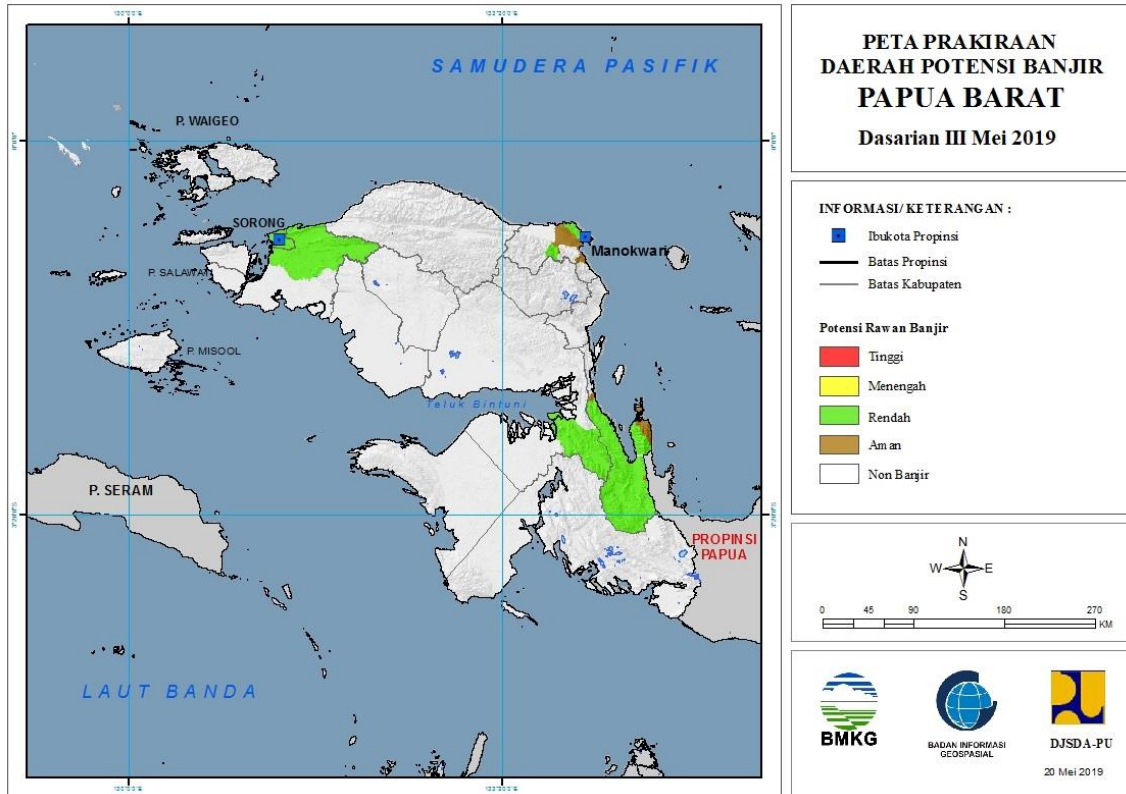 SAMUDERA PASIFIK
P. WAIGEO
SORONG
Manokwari
P. MISOOL
Teluk Bintuni
P. SERAM
PROPINSI
PAPUA
LAUT BANDA
PETA PRAKIRAAN
DAERAH POTENSI BANJIR
PAPUA BARAT
Dasarian III Mei 2019
INFORMASI/ KETERANGAN :
Ibukota Propinsi
Batas Propinsi
Batas Kabupaten
Potensi Rawan Banjir
Tinggi
Menengah
Rendah
Aman
Non Banjir
N
W E
S
0 45 90 180 270
KM
BMKG
BADAN INFORMASI
GEOSPASIAL
DJSDA-PU
20 Mei 2019